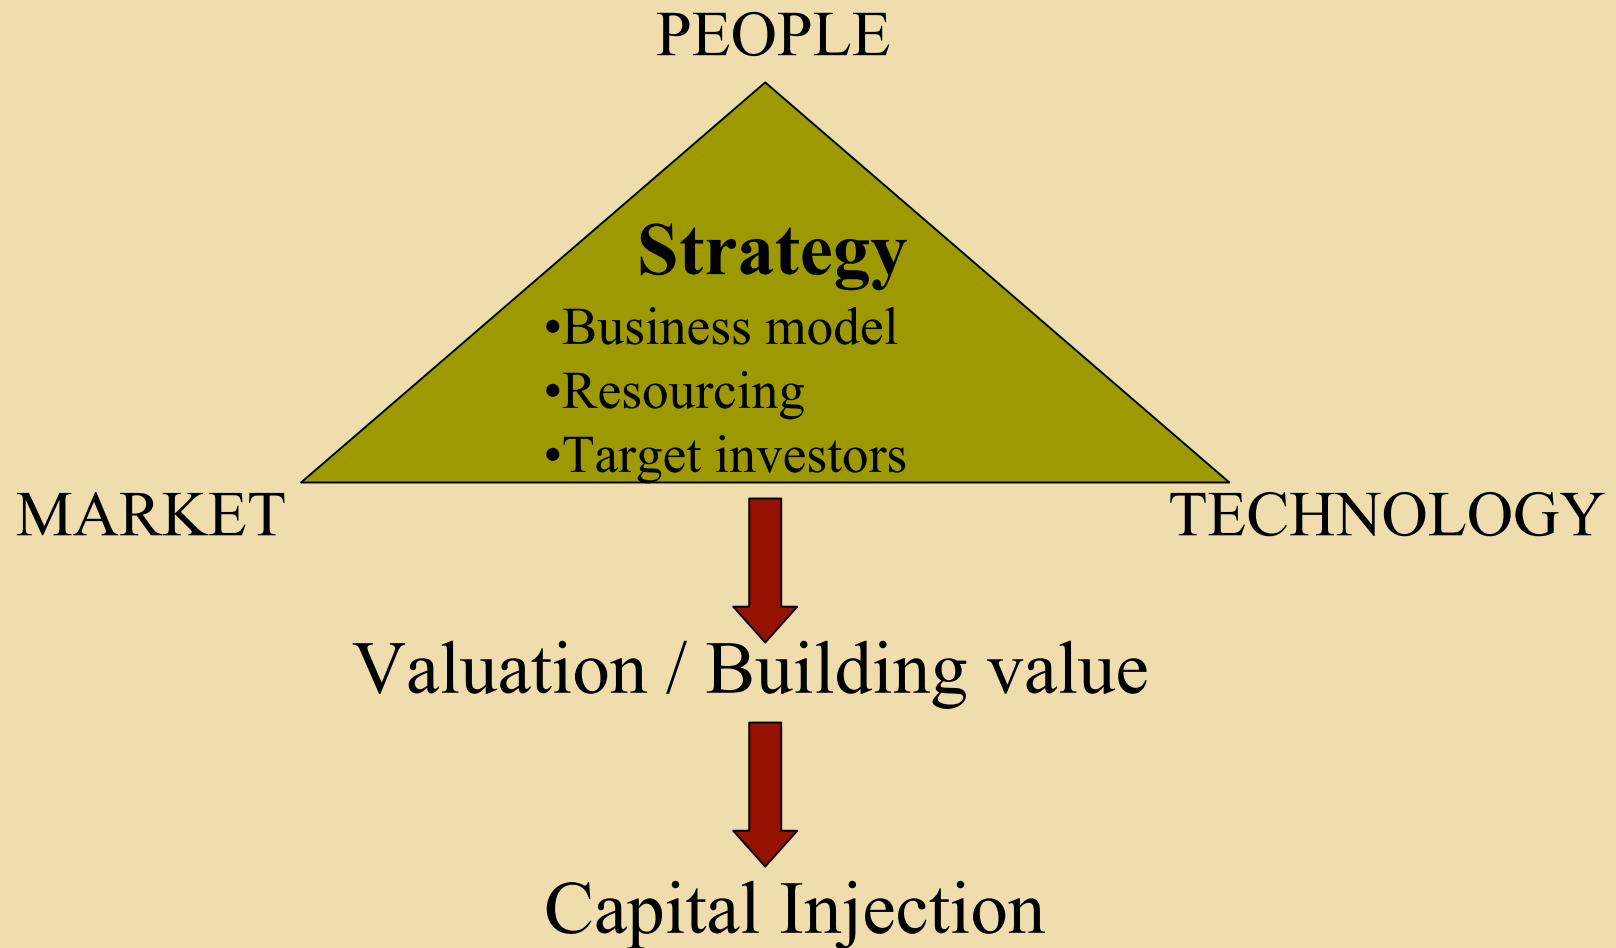 PEOPLE
Strategy
•Business model
•Resourcing
•Target investors
MARKET
TECHNOLOGY
Valuation / Building value
Capital Injection